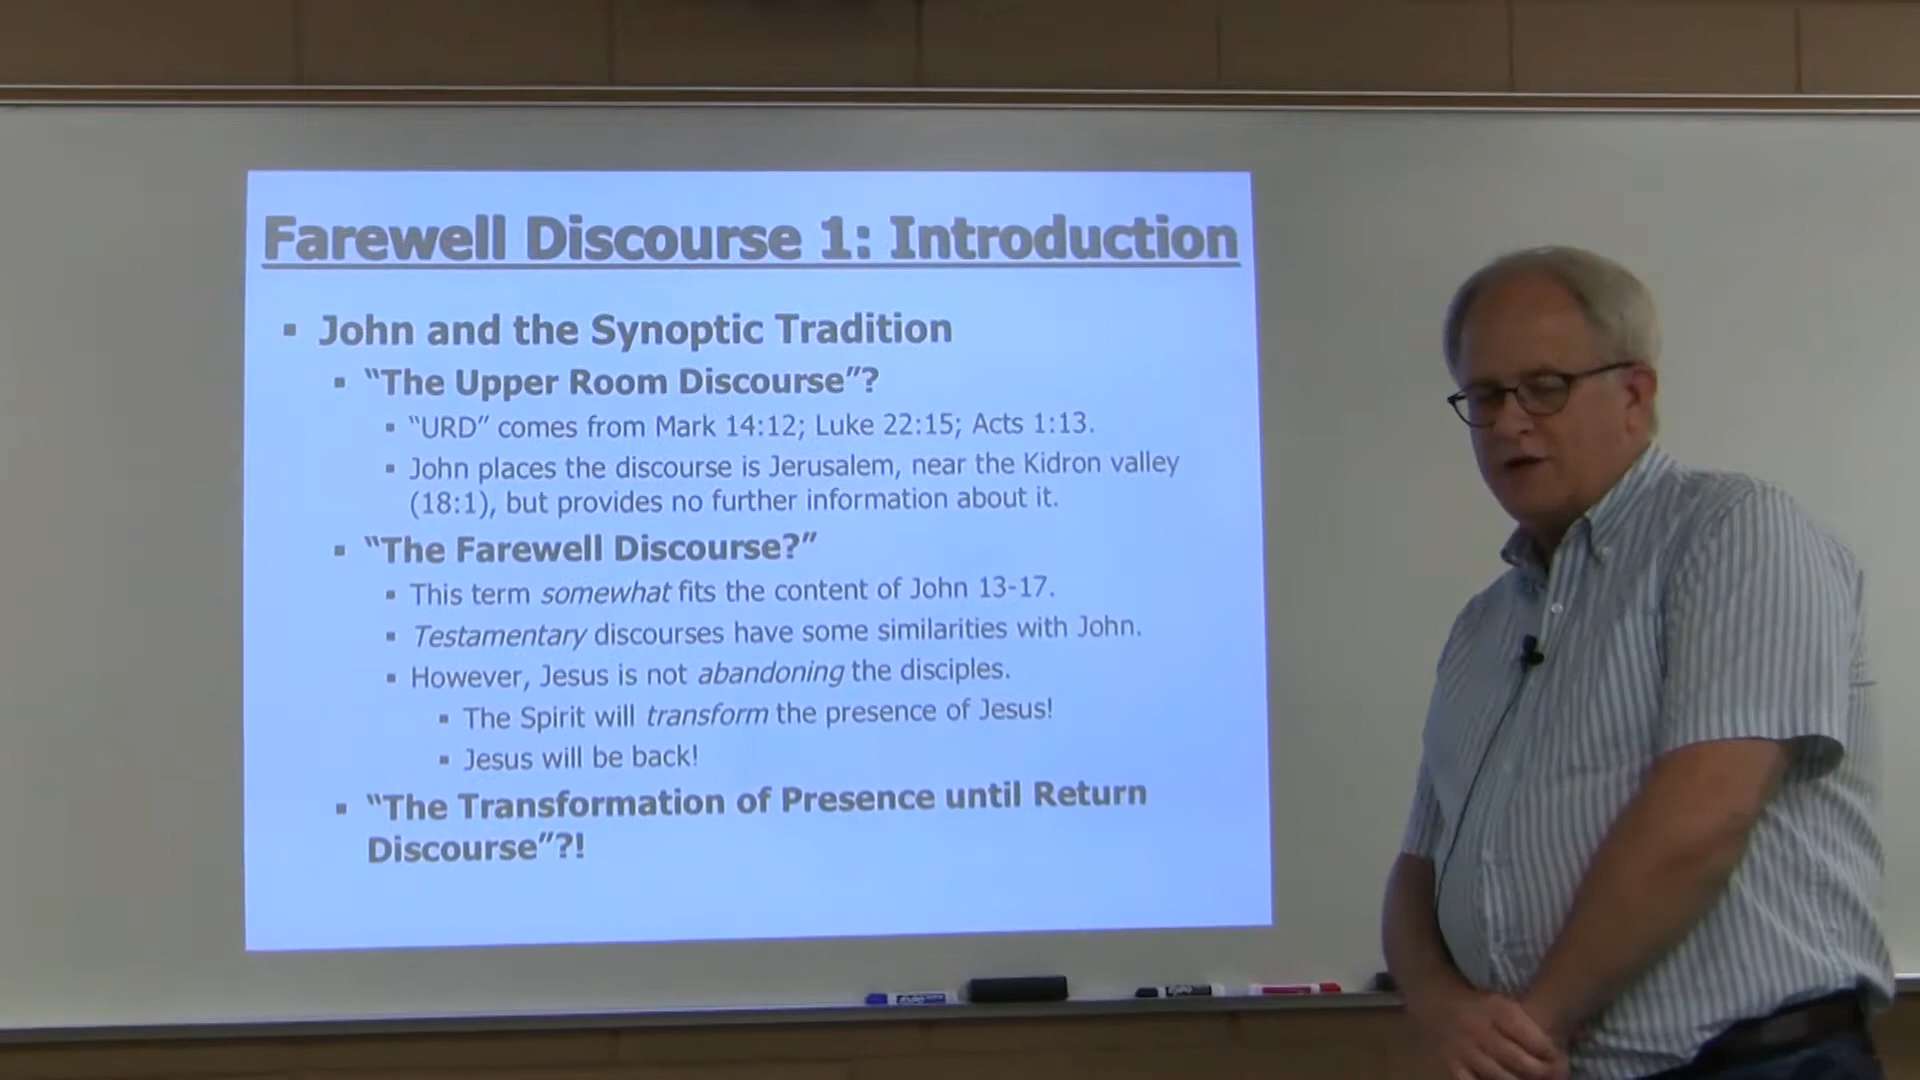 Farewell Discourse 1: Introduction
▪ John and the Synoptic Tradition
▪ “The Upper Room Discourse”?
▪ “URD” comes from Mark 14:12; Luke 22:15; Acts 1:13.
▪ John places the discourse is Jerusalem, near the Kidron valley
(18:1), but provides no further information about it.
▪ “The Farewell Discourse?”
▪ This term somewhat fits the content of John 13-17.
▪ Testamentary discourses have some similarities with John.
▪ However, Jesus is not abandoning the disciples.
▪ The Spirit will transform the presence of Jesus!
▪ Jesus will be back!
▪ “The Transformation of Presence until Return
Discourse”?!